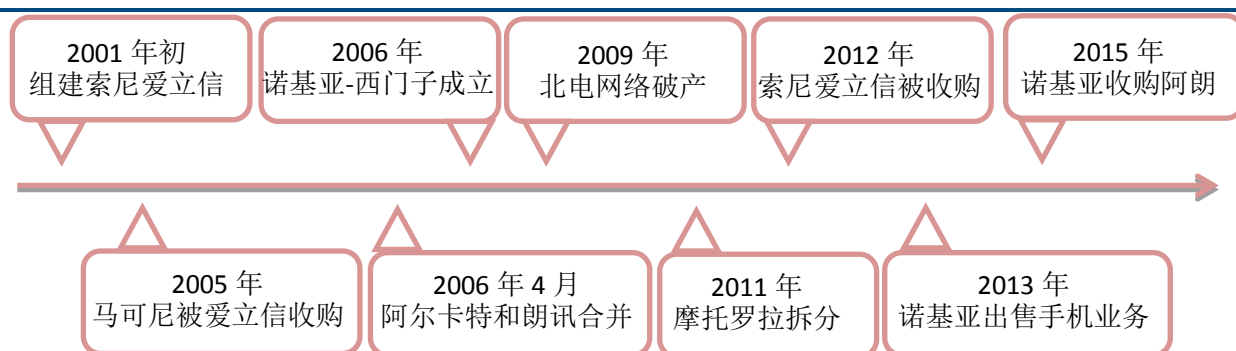 2001 年初
组建索尼爱立信
2006 年
诺基亚-西门子成立
2009 年
北电网络破产
2012 年
索尼爱立信被收购
2015 年
诺基亚收购阿朗
2005 年
马可尼被爱立信收购
2006 年 4 月
阿尔卡特和朗讯合并
2011 年
摩托罗拉拆分
2013 年
诺基亚出售手机业务